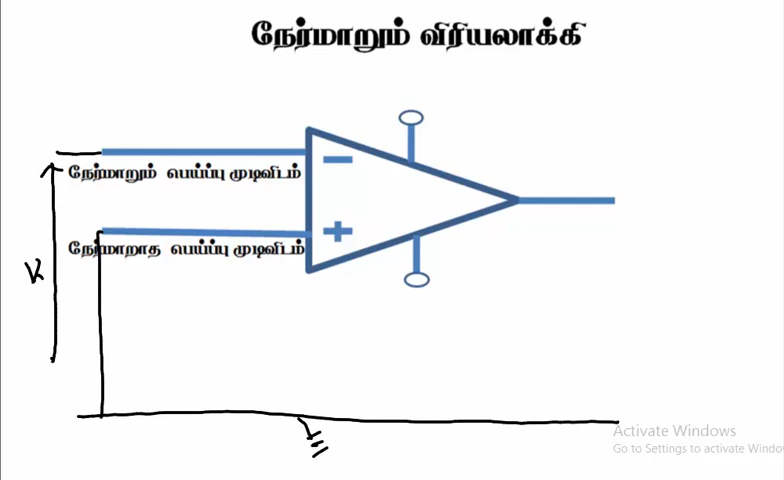 நேர்மாறும் விரியலாக்கி
நேர்மாறும் பெய்ப்பு முடிவிடம்
−
+
நேர்மாறாத பெய்ப்பு முடிவிடம்
Activate Windows
Go to Settings to activate Windo